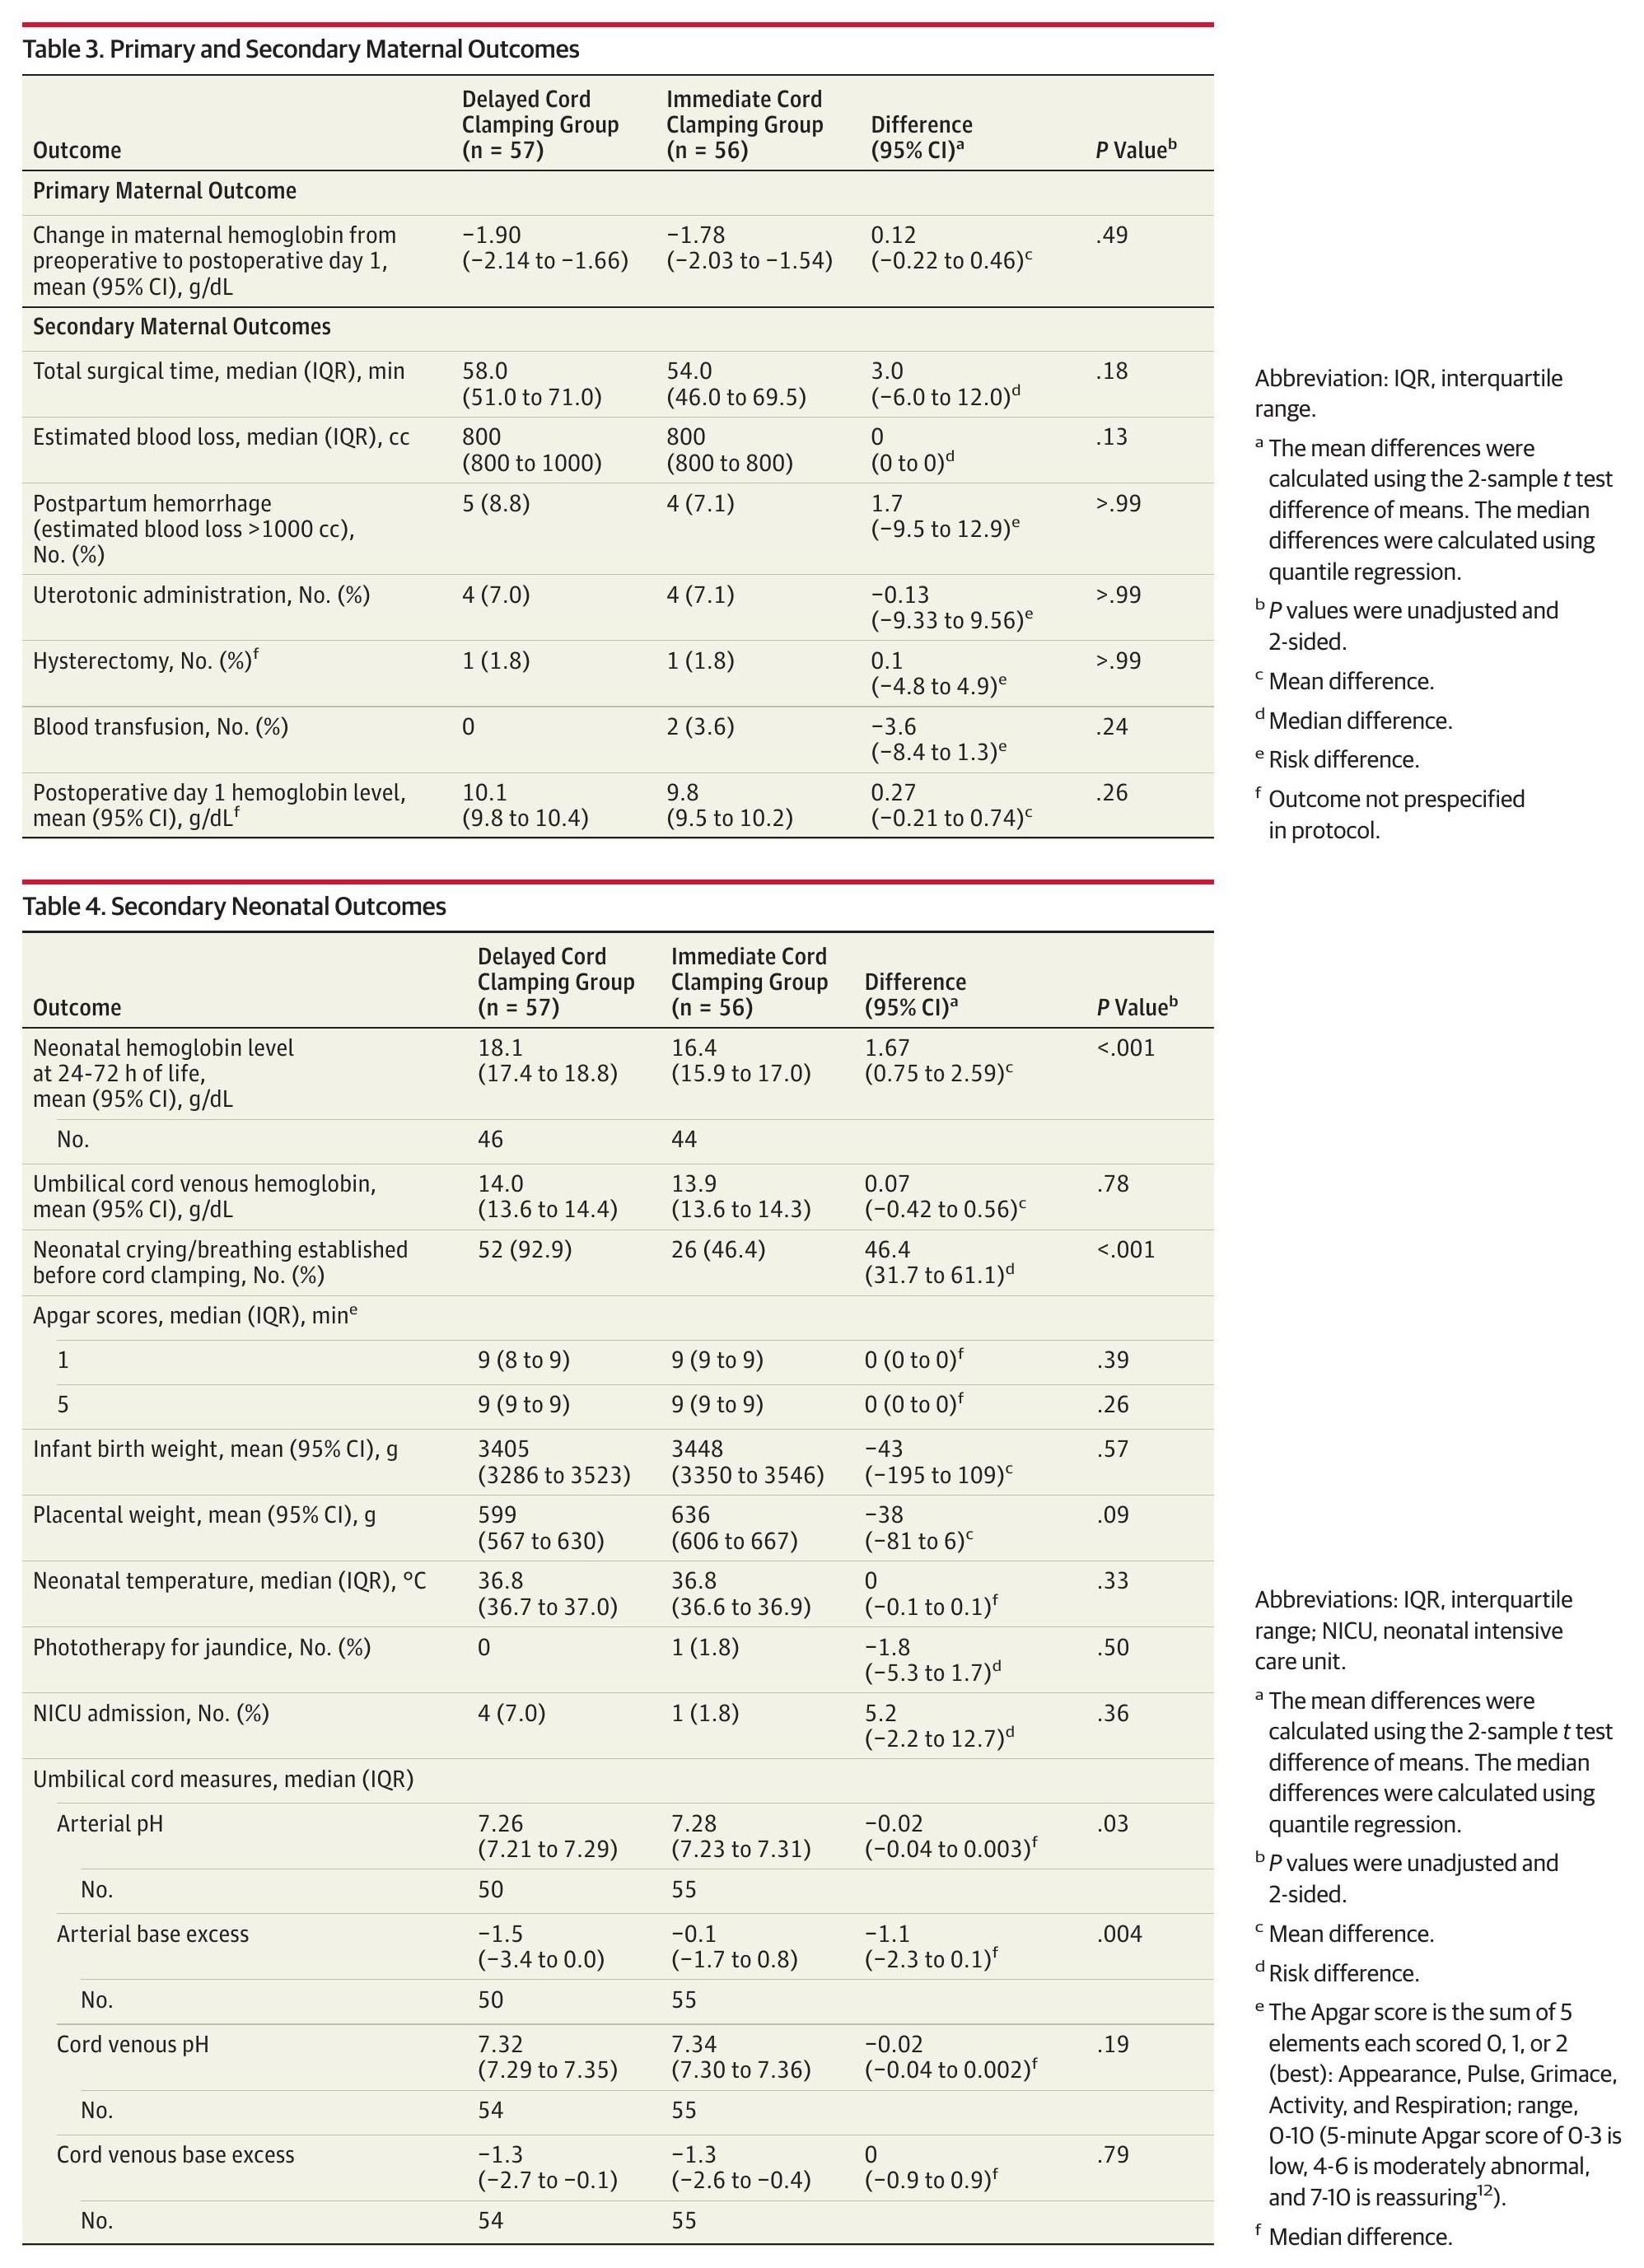 Table 3. Primary and Secondary Maternal Outcomes
Outcome
Delayed Cord
Clamping Group
(n = 57)
Immediate Cord
Clamping Group
(n = 56)
Difference
(95% CI)a
P Valueb
Primary Maternal Outcome
Change in maternal hemoglobin from
preoperative to postoperative day 1,
mean (95% CI), g/dL
−1.90
(−2.14 to −1.66)
−1.78
(−2.03 to −1.54)
0.12
(−0.22 to 0.46)c
.49
Secondary Maternal Outcomes
Total surgical time, median (IQR), min
58.0
(51.0 to 71.0)
54.0
(46.0 to 69.5)
3.0
(−6.0 to 12.0)d
.18
Estimated blood loss, median (IQR), cc
800
(800 to 1000)
800
(800 to 800)
0
(0 to 0)d
.13
Postpartum hemorrhage
(estimated blood loss >1000 cc),
No. (%)
5 (8.8)
4 (7.1)
1.7
(−9.5 to 12.9)e
>.99
Uterotonic administration, No. (%)
4 (7.0)
4 (7.1)
−0.13
(−9.33 to 9.56)e
>.99
Hysterectomy, No. (%)f
1 (1.8)
1 (1.8)
0.1
(−4.8 to 4.9)e
>.99
Blood transfusion, No. (%)
0
2 (3.6)
−3.6
(−8.4 to 1.3)e
.24
Postoperative day 1 hemoglobin level,
mean (95% CI), g/dLf
10.1
(9.8 to 10.4)
9.8
(9.5 to 10.2)
0.27
(−0.21 to 0.74)c
.26
Abbreviation: IQR, interquartile
range.
a The mean differences were
calculated using the 2-sample t test
difference of means. The median
differences were calculated using
quantile regression.
b P values were unadjusted and
2-sided.
c Mean difference.
d Median difference.
e Risk difference.
f Outcome not prespecified
in protocol.
Table 4. Secondary Neonatal Outcomes
Outcome
Delayed Cord
Clamping Group
(n = 57)
Immediate Cord
Clamping Group
(n = 56)
Difference
(95% CI)a
P Valueb
Neonatal hemoglobin level
at 24-72 h of life,
mean (95% CI), g/dL
18.1
(17.4 to 18.8)
16.4
(15.9 to 17.0)
1.67
(0.75 to 2.59)c
<.001
No.
46
44
Umbilical cord venous hemoglobin,
mean (95% CI), g/dL
14.0
(13.6 to 14.4)
13.9
(13.6 to 14.3)
0.07
(−0.42 to 0.56)c
.78
Neonatal crying/breathing established
before cord clamping, No. (%)
52 (92.9)
26 (46.4)
46.4
(31.7 to 61.1)d
<.001
Apgar scores, median (IQR), mine
1
9 (8 to 9)
9 (9 to 9)
0 (0 to 0)f
.39
5
9 (9 to 9)
9 (9 to 9)
0 (0 to 0)f
.26
Infant birth weight, mean (95% CI), g
3405
(3286 to 3523)
3448
(3350 to 3546)
−43
(−195 to 109)c
.57
Placental weight, mean (95% CI), g
599
(567 to 630)
636
(606 to 667)
−38
(−81 to 6)c
.09
Neonatal temperature, median (IQR), °C
36.8
(36.7 to 37.0)
36.8
(36.6 to 36.9)
0
(−0.1 to 0.1)f
.33
Phototherapy for jaundice, No. (%)
0
1 (1.8)
−1.8
(−5.3 to 1.7)d
.50
NICU admission, No. (%)
4 (7.0)
1 (1.8)
5.2
(−2.2 to 12.7)d
.36
Umbilical cord measures, median (IQR)
Arterial pH
7.26
(7.21 to 7.29)
7.28
(7.23 to 7.31)
−0.02
(−0.04 to 0.003)f
.03
No.
50
55
Arterial base excess
−1.5
(−3.4 to 0.0)
−0.1
(−1.7 to 0.8)
−1.1
(−2.3 to 0.1)f
.004
No.
50
55
Cord venous pH
7.32
(7.29 to 7.35)
7.34
(7.30 to 7.36)
−0.02
(−0.04 to 0.002)f
.19
No.
54
55
Cord venous base excess
−1.3
(−2.7 to −0.1)
−1.3
(−2.6 to −0.4)
0
(−0.9 to 0.9)f
.79
No.
54
55
Abbreviations: IQR, interquartile
range; NICU, neonatal intensive
care unit.
a The mean differences were
calculated using the 2-sample t test
difference of means. The median
differences were calculated using
quantile regression.
b P values were unadjusted and
2-sided.
c Mean difference.
d Risk difference.
e The Apgar score is the sum of 5
elements each scored 0, 1, or 2
(best): Appearance, Pulse, Grimace,
Activity, and Respiration; range,
0-10 (5-minute Apgar score of 0-3 is
low, 4-6 is moderately abnormal,
and 7-10 is reassuring12).
f Median difference.